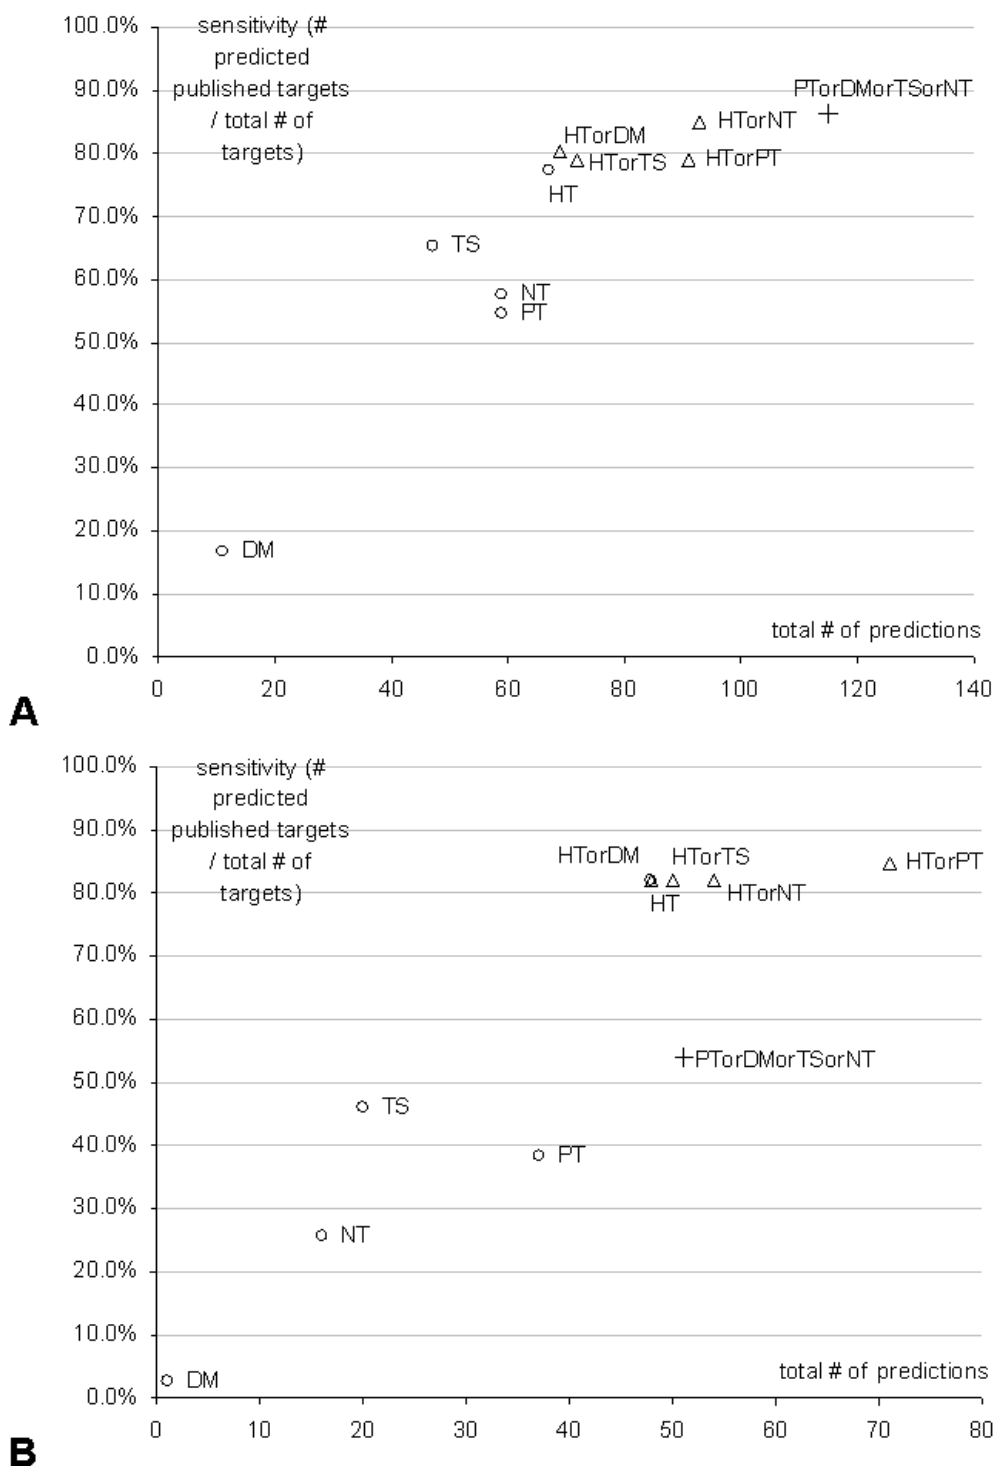 100.0%
sensitivity (#
predicted
published targets
/ total # of
targets)
90.0%
80.0%
70.0%
60.0%
50.0%
40.0%
30.0%
20.0%
10.0%
0.0%
PTorDMorTSorNT
HTorNT
HTorDM
HTorTS
HTorPT
HT
TS
NT
PT
DM
total # of predictions
0 20 40 60 80 100 120 140
A
100.0%
sensitivity (#
predicted
published targets
/ total # of
targets)
90.0%
80.0%
70.0%
60.0%
50.0%
40.0%
30.0%
20.0%
10.0%
0.0%
HTorDM
HTorTS
HTorPT
HT
HTorNT
PTorDMorTSorNT
TS
PT
NT
DM
total # of predictions
0 10 20 30 40 50 60 70 80
B